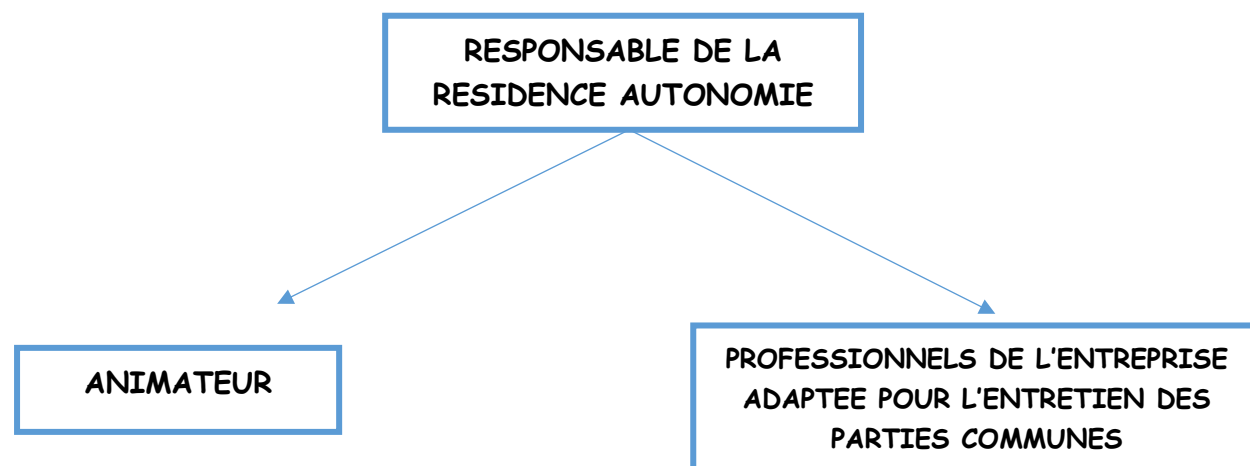 RESPONSABLE DE LA
RESIDENCE AUTONOMIE
ANIMATEUR
PROFESSIONNELS DE L'ENTREPRISE
ADAPTEE POUR L'ENTRETIEN DES
PARTIES COMMUNES